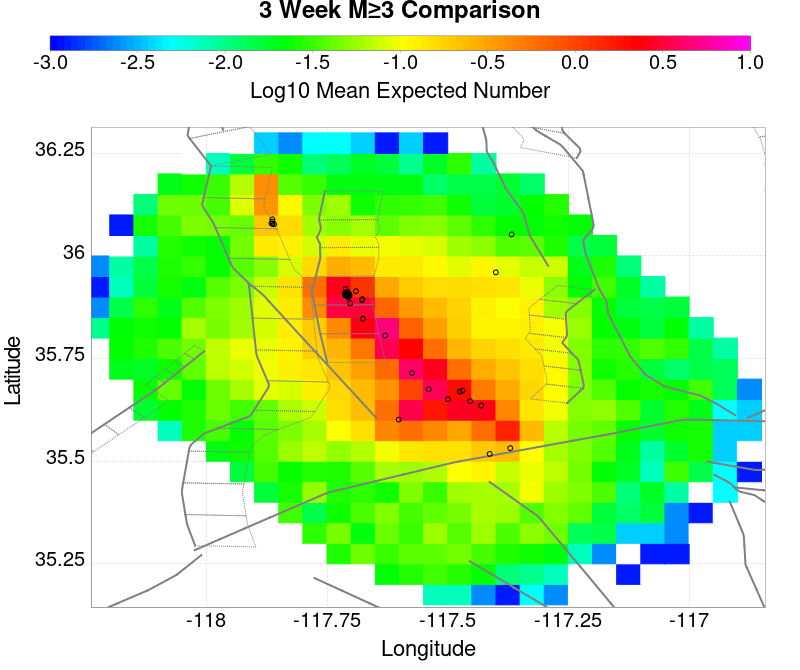 3 Week M≥3 Comparison
-3.0 -2.5 -2.0 -1.5 -1.0 -0.5 0.0 0.5 1.0
Log10 Mean Expected Number
36.25
36
35.75
35.5
35.25
Latitude
-118 -117.75 -117.5 -117.25 -117
Longitude